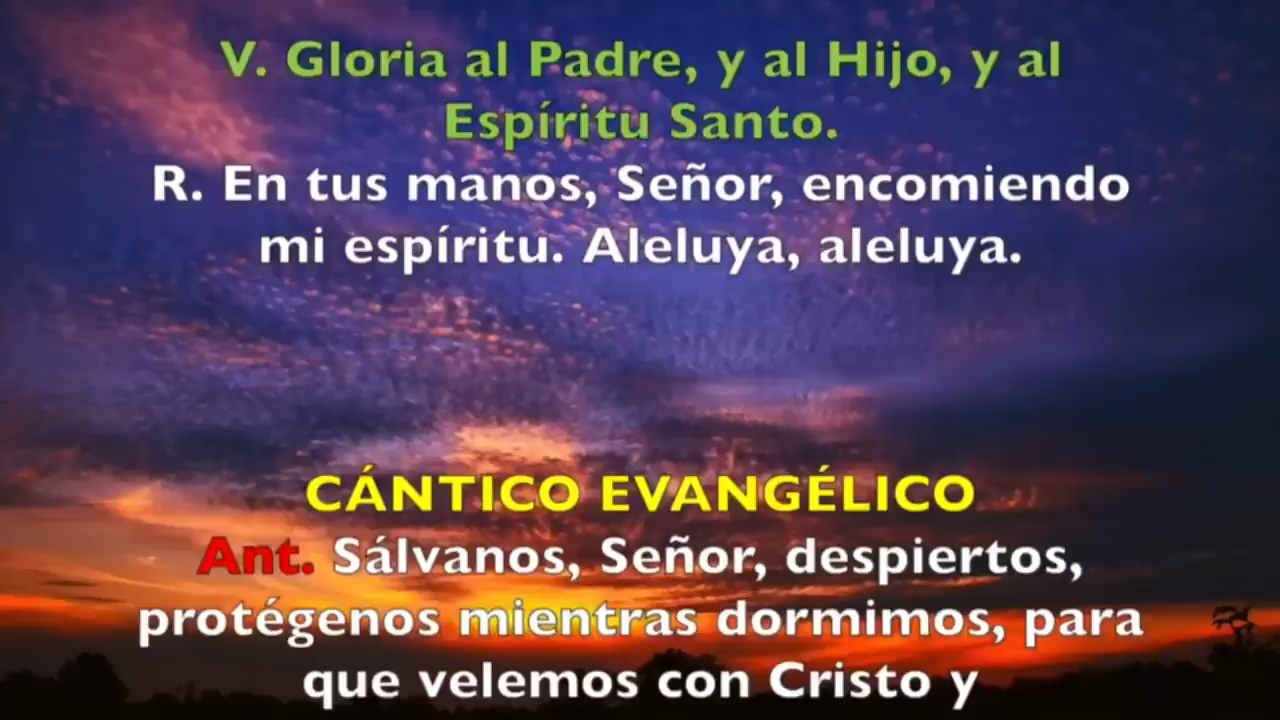 V. Gloria al Padre, y al Hijo, y al
Espíritu Santo.
R. En tus manos, Señor, encomiendo
mi espíritu. Aleluya, aleluya.
CÁNTICO EVANGÉLICO
Ant. Sálvanos, Señor, despiertos,
protégenos mientras dormimos, para
que velemos con Cristo y